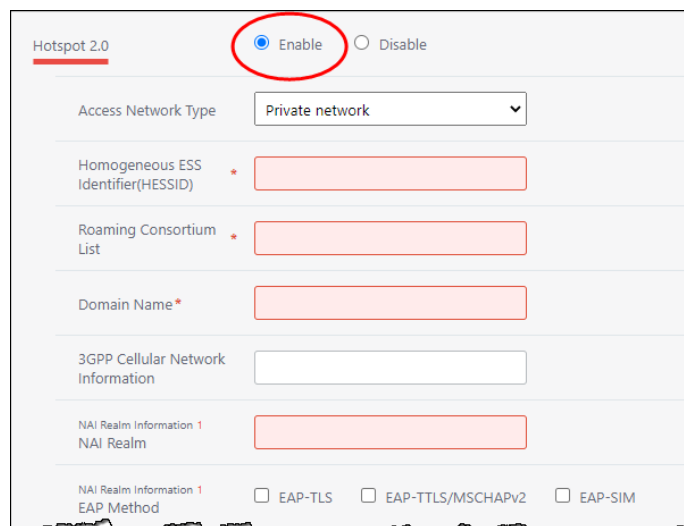 Hotspot 2.0 Enable Disable
Access Network Type Private network
Homogeneous ESS
Identifier(HESSID) *
Roaming Consortium
List *
Domain Name*
3GPP Cellular Network
Information
NAI Realm Information 1
NAI Realm
NAI Realm Information 1
EAP Method EAP-TLS EAP-TTLS/MSCHAPv2 EAP-SIM